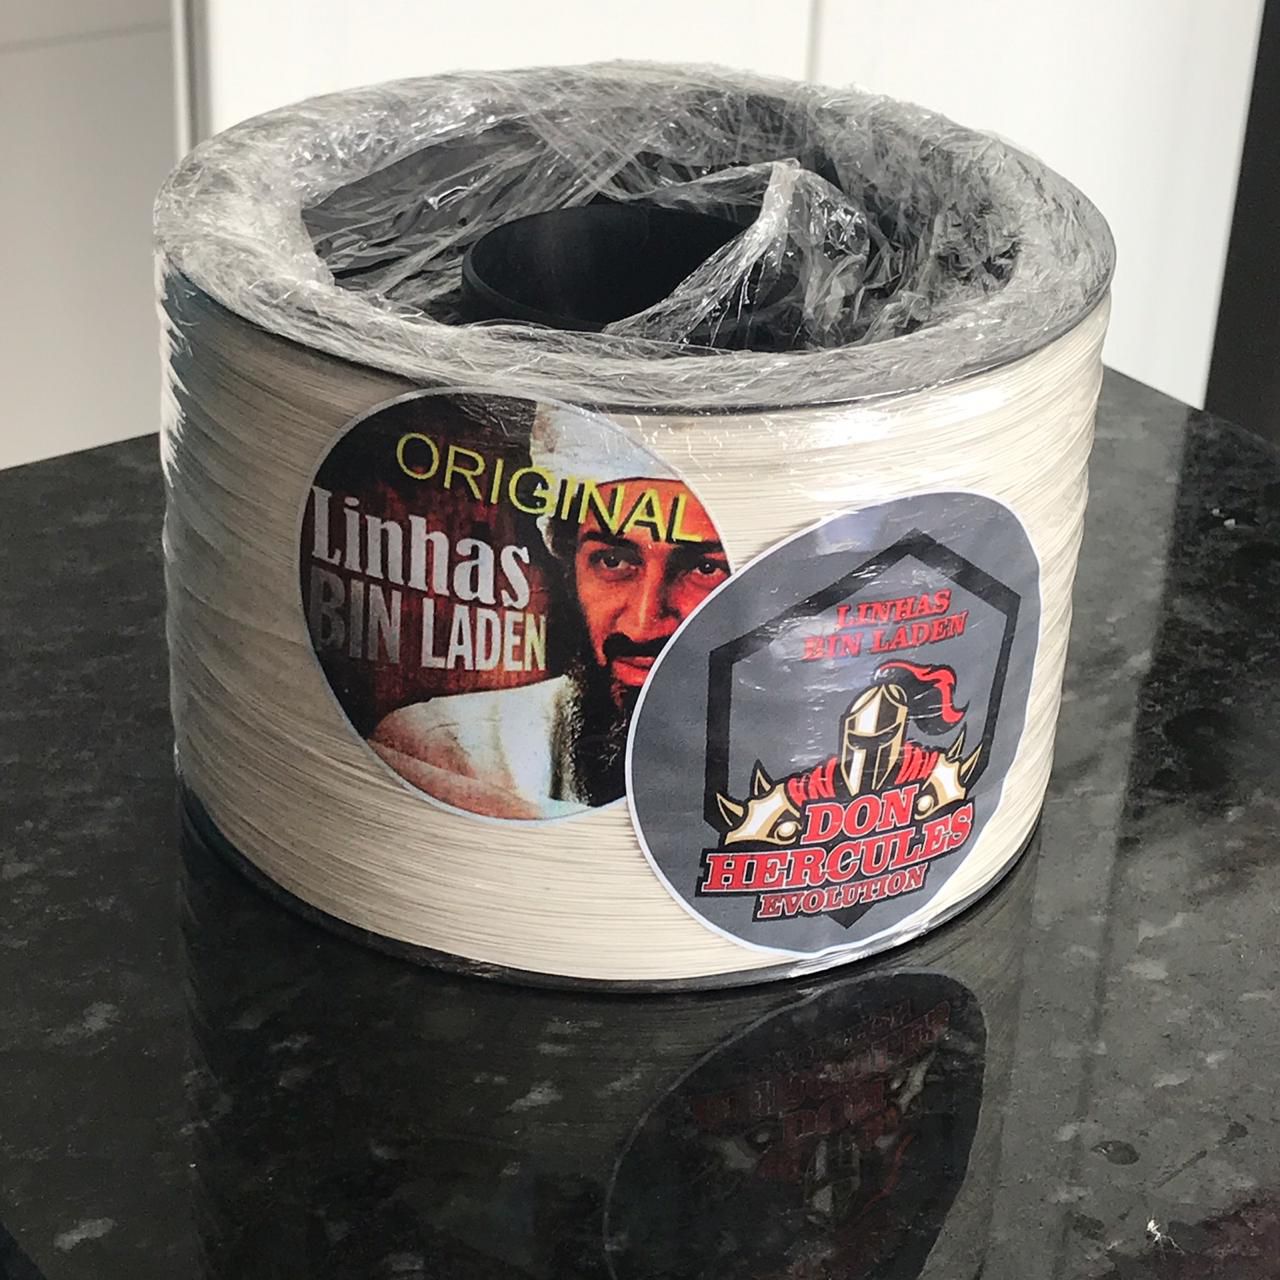 ORIGINAL
Linhas
BIN LADEN
LINHAS
BIN LADEN
DON
HERCULES
EVOLUTION